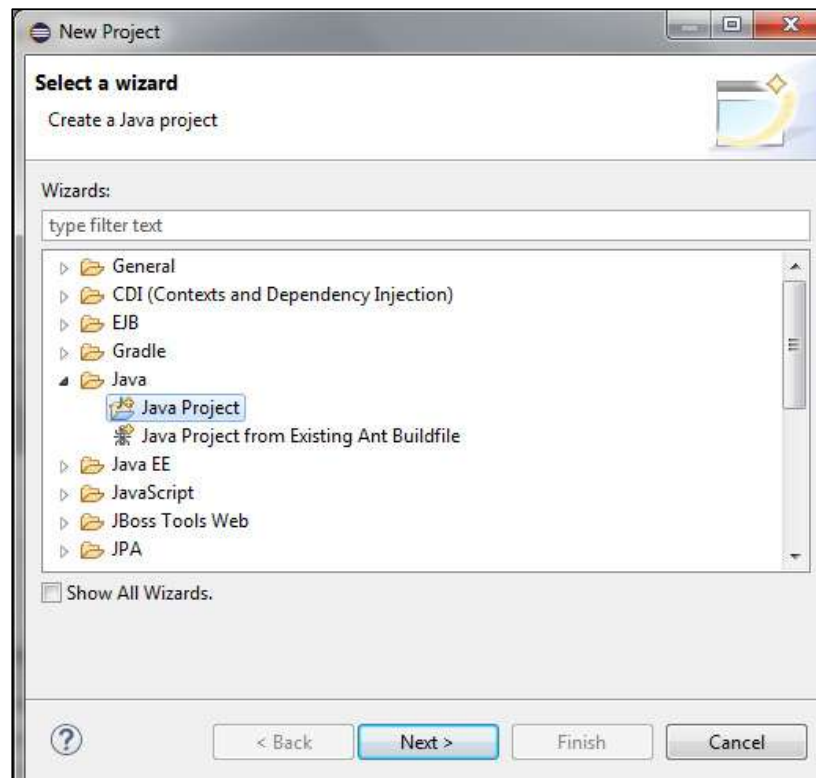 New Project
Select a wizard
Create a Java project
Wizards:
type filter text
General
CDI (Contexts and Dependency Injection)
EJB
Gradle
Java
Java Project
Java Project from Existing Ant Buildfile
Java EE
JavaScript
JBoss Tools Web
JPA
Show All Wizards.
? < Back Next > Finish Cancel